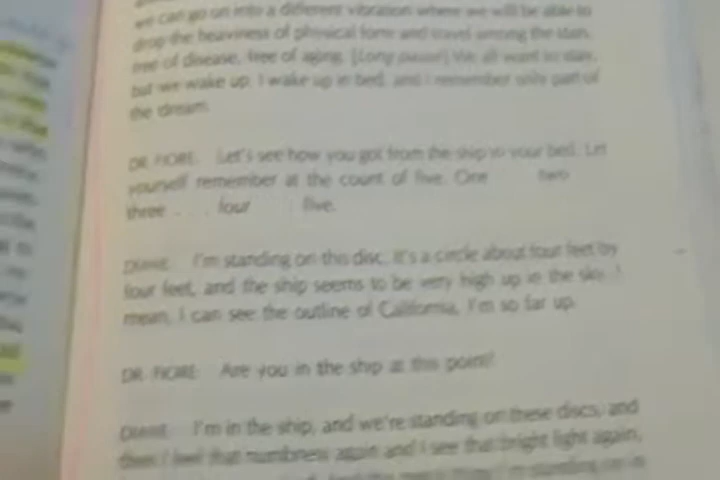 we can go on into a different vibration where we will be able to
drop the heaviness of physical form and travel among the stars,
free of disease, free of aging. [Long pause] We all want to stay,
but we wake up. I wake up in bed, and I remember only part of
the dream.
DR. FIORE: Let's see how you got from the ship to your bed. Let
yourself remember at the count of five. One two
three . . . four five.
DIANE: I'm standing on this disc. It's a circle about four feet by
four feet, and the ship seems to be very high up in the sky. I
mean, I can see the outline of California, I'm so far up.
DR. FIORE: Are you in the ship at this point?
DIANE: I'm in the ship, and we're standing on these discs, and
then I feel that numbness again and I see that bright light again,
I'm standing on